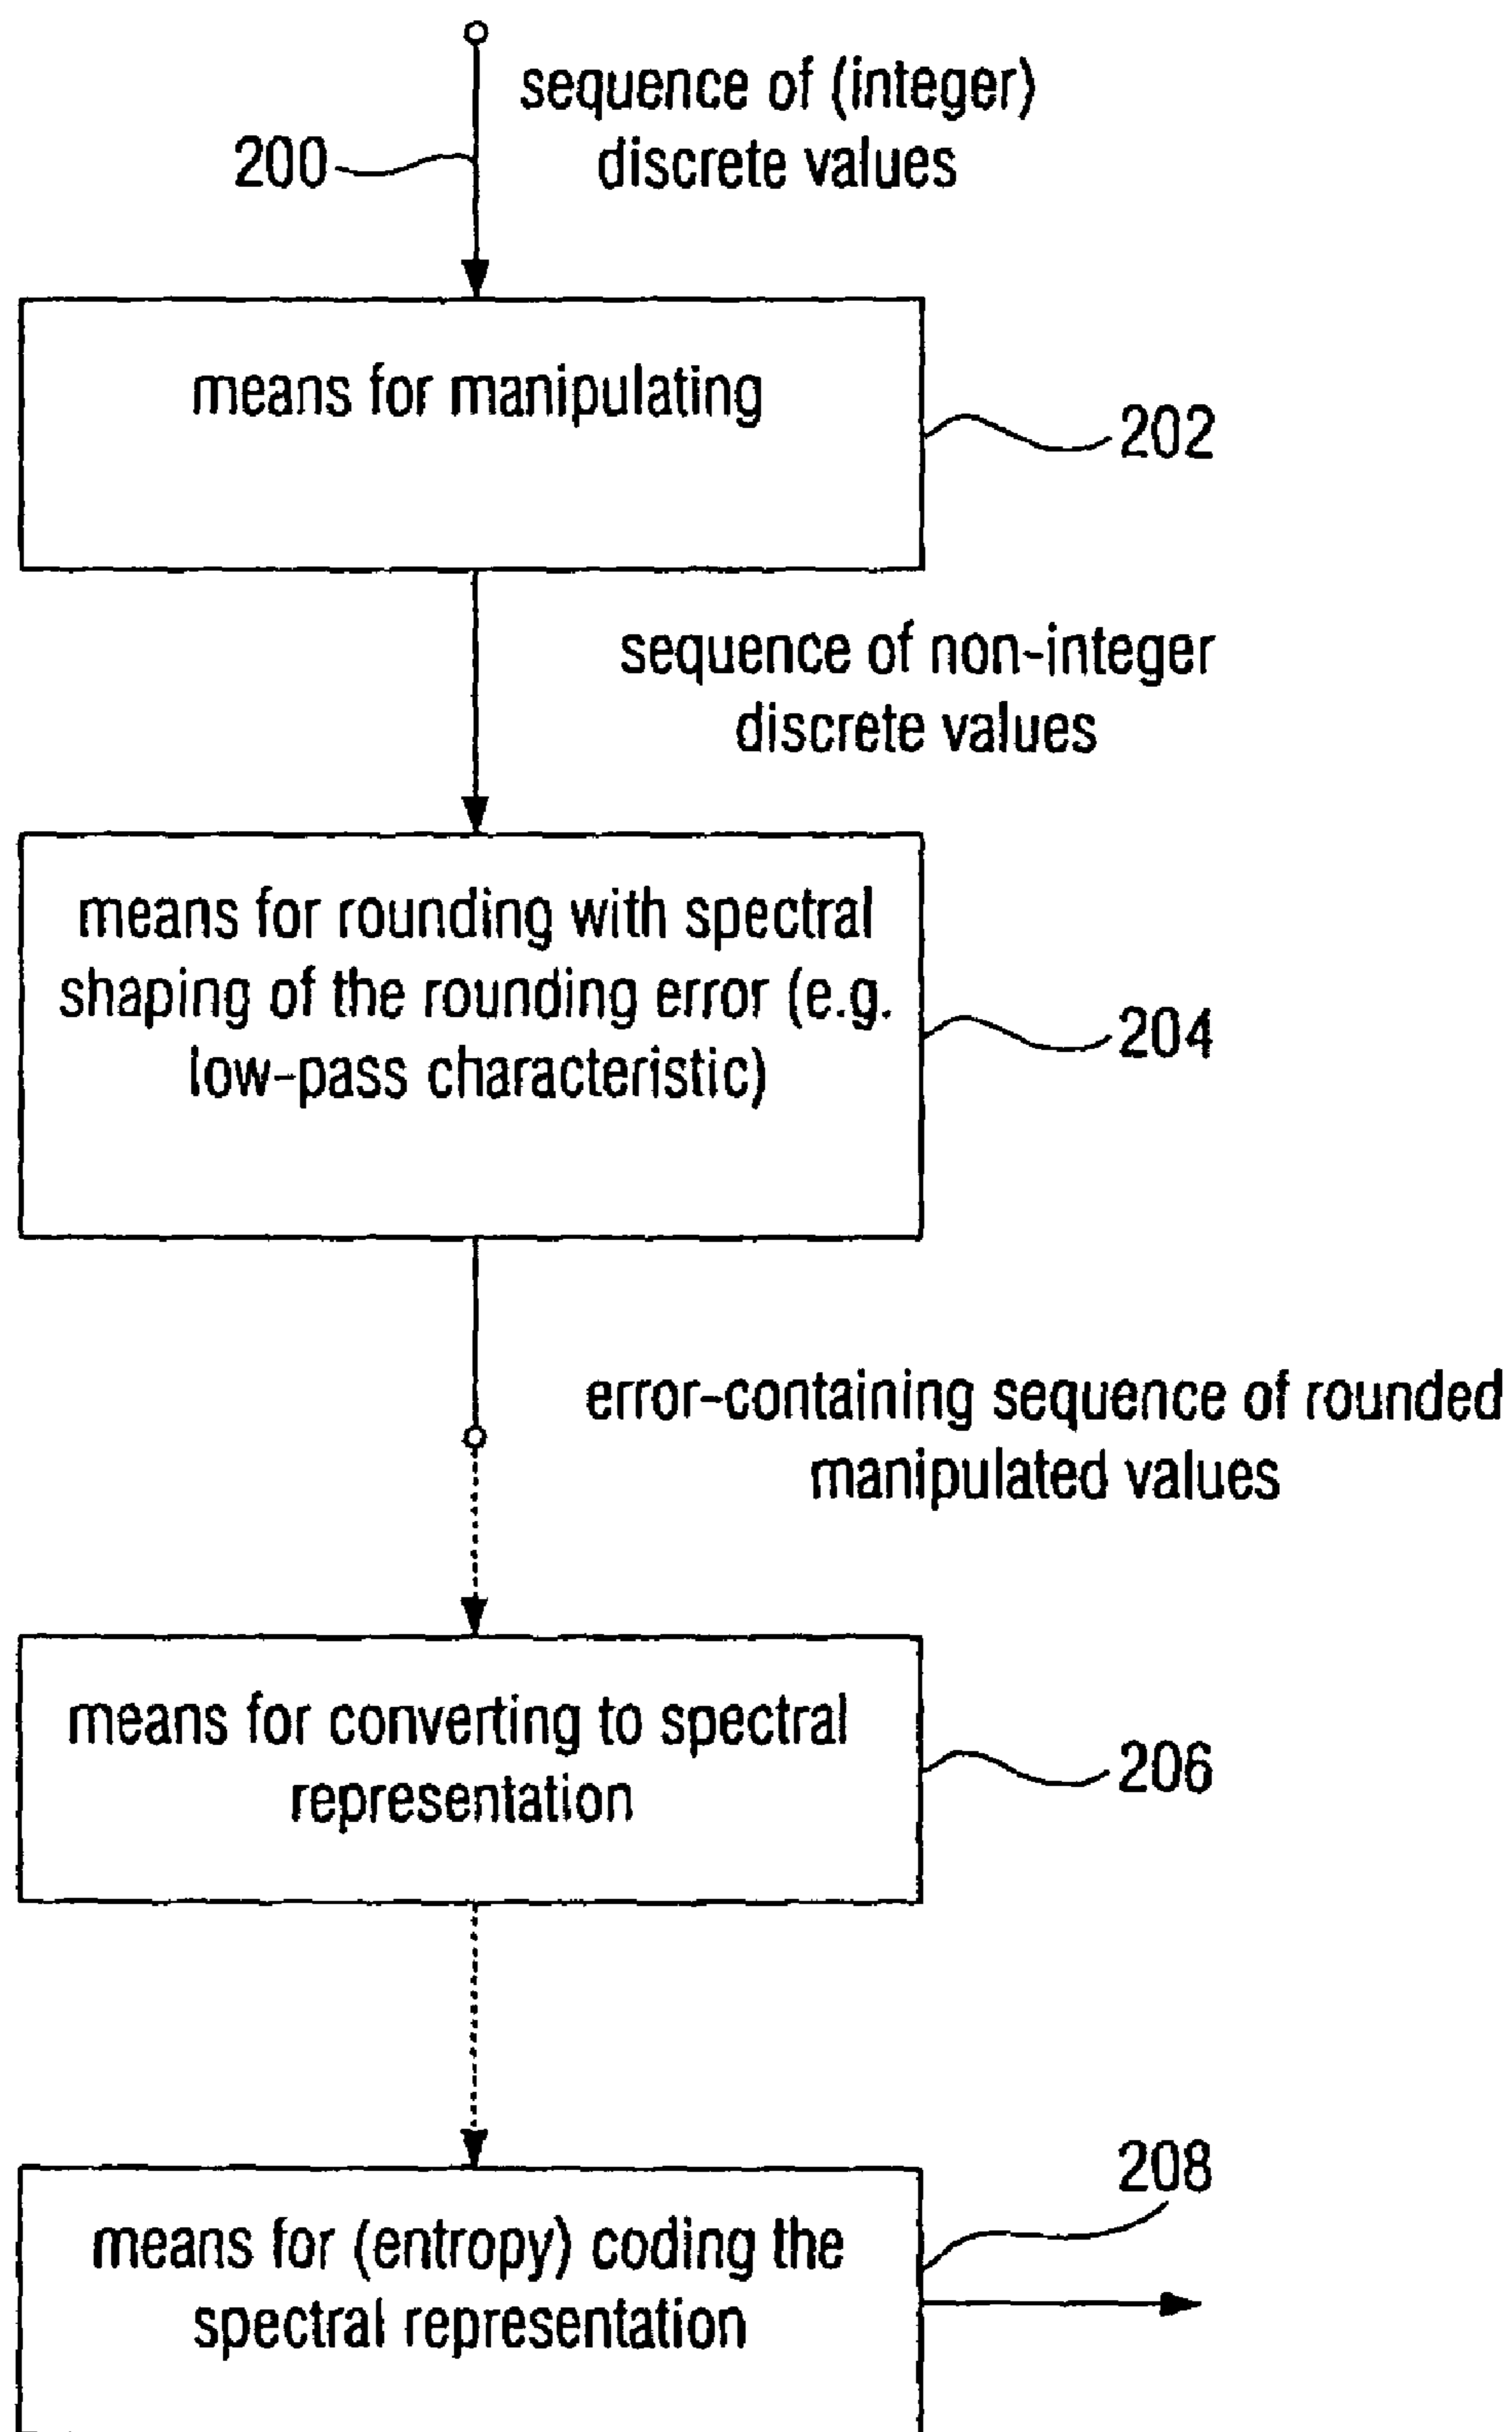 sequence of (integer)
discrete values
200
means for manipulating
202
sequence of non-integer
discrete values
means for rounding with spectral
shaping of the rounding error (e.g.
low-pass characteristic)
204
error-containing sequence of rounded
manipulated values
means for converting to spectral
representation
206
208
means for (entropy) coding the
spectral representation